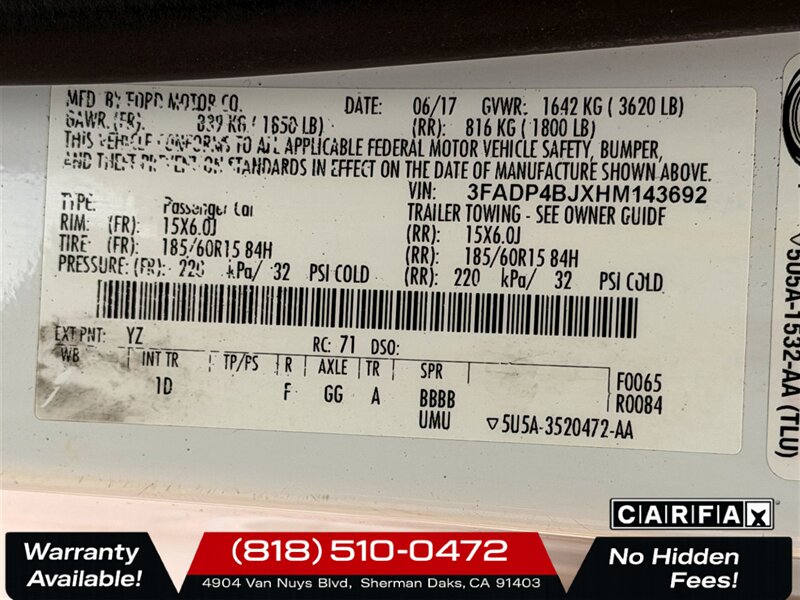 MFD. BY FORD MOTOR CO. DATE: 06/17 GVWR: 1642 KG ( 3620 LB)
GAWR. (FR): 839 KG ( 1850 LB) (RR): 816 KG ( 1800 LB)
THIS VEHICLE CONFORMS TO ALL APPLICABLE FEDERAL MOTOR VEHICLE SAFETY, BUMPER,
AND THEFT PREVENTION STANDARDS IN EFFECT ON THE DATE OF MANUFACTURE SHOWN ABOVE.
VIN: 3FADP4BJXHM143692
TYPE: Passenger Car TRAILER TOWING - SEE OWNER GUIDE
RIM: (FR): 15X6.0J (RR): 15X6.0J
TIRE: (FR): 185/60R15 84H (RR): 185/60R15 84H
PRESSURE: (FR): 220 kPa/ 32 PSI COLD (RR): 220 kPa/ 32 PSI COLD
EXT PNT: YZ RC: 71 DSO:
WB INT TR TP/PS R AXLE TR SPR
1D F GG A BBBB
UMU
F0065
R0084
▽5U5A-3520472-AA
▽5U5A-1532-AA (TLU)
CARFAX
Warranty
Available!
(818) 510-0472
4904 Van Nuys Blvd, Sherman Oaks, CA 91403
No Hidden
Fees!